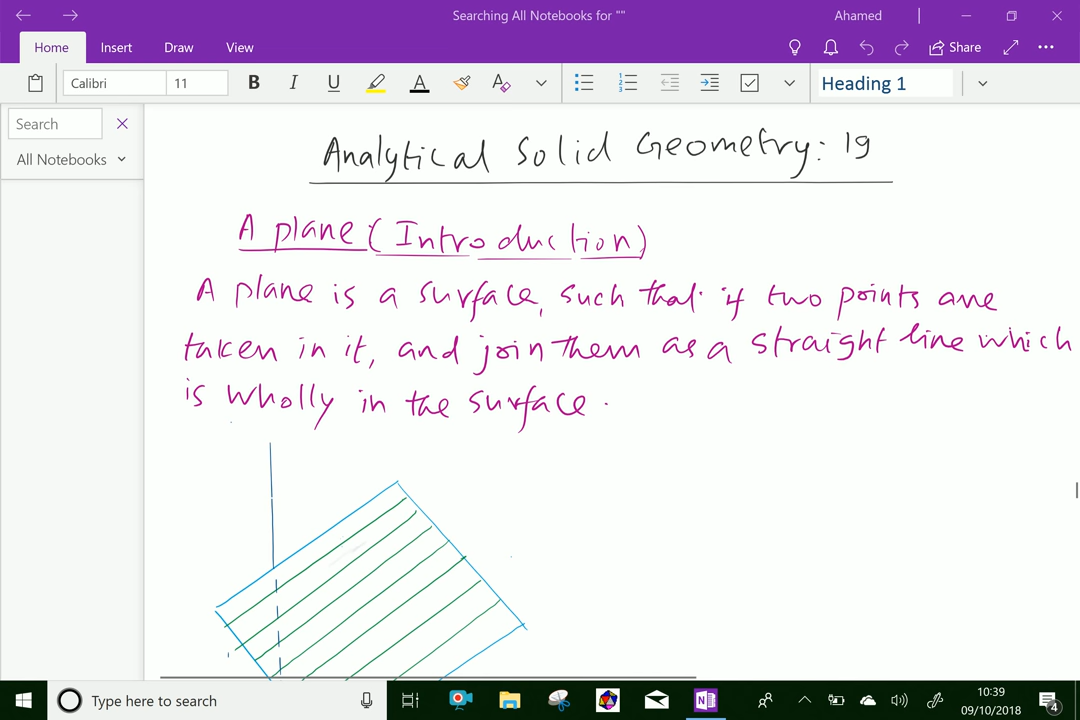 Searching All Notebooks for ""
Ahamed
Home
Insert
Draw
View
Share
Calibri
11
B
I
U
A
A
Heading 1
Search
All Notebooks
Analytical Solid Geometry: 19
A plane (Introduction)
A plane is a surface, such that if two points are
taken in it, and join them as a straight line which
is wholly in the surface.
Type here to search
10:39
09/10/2018
4